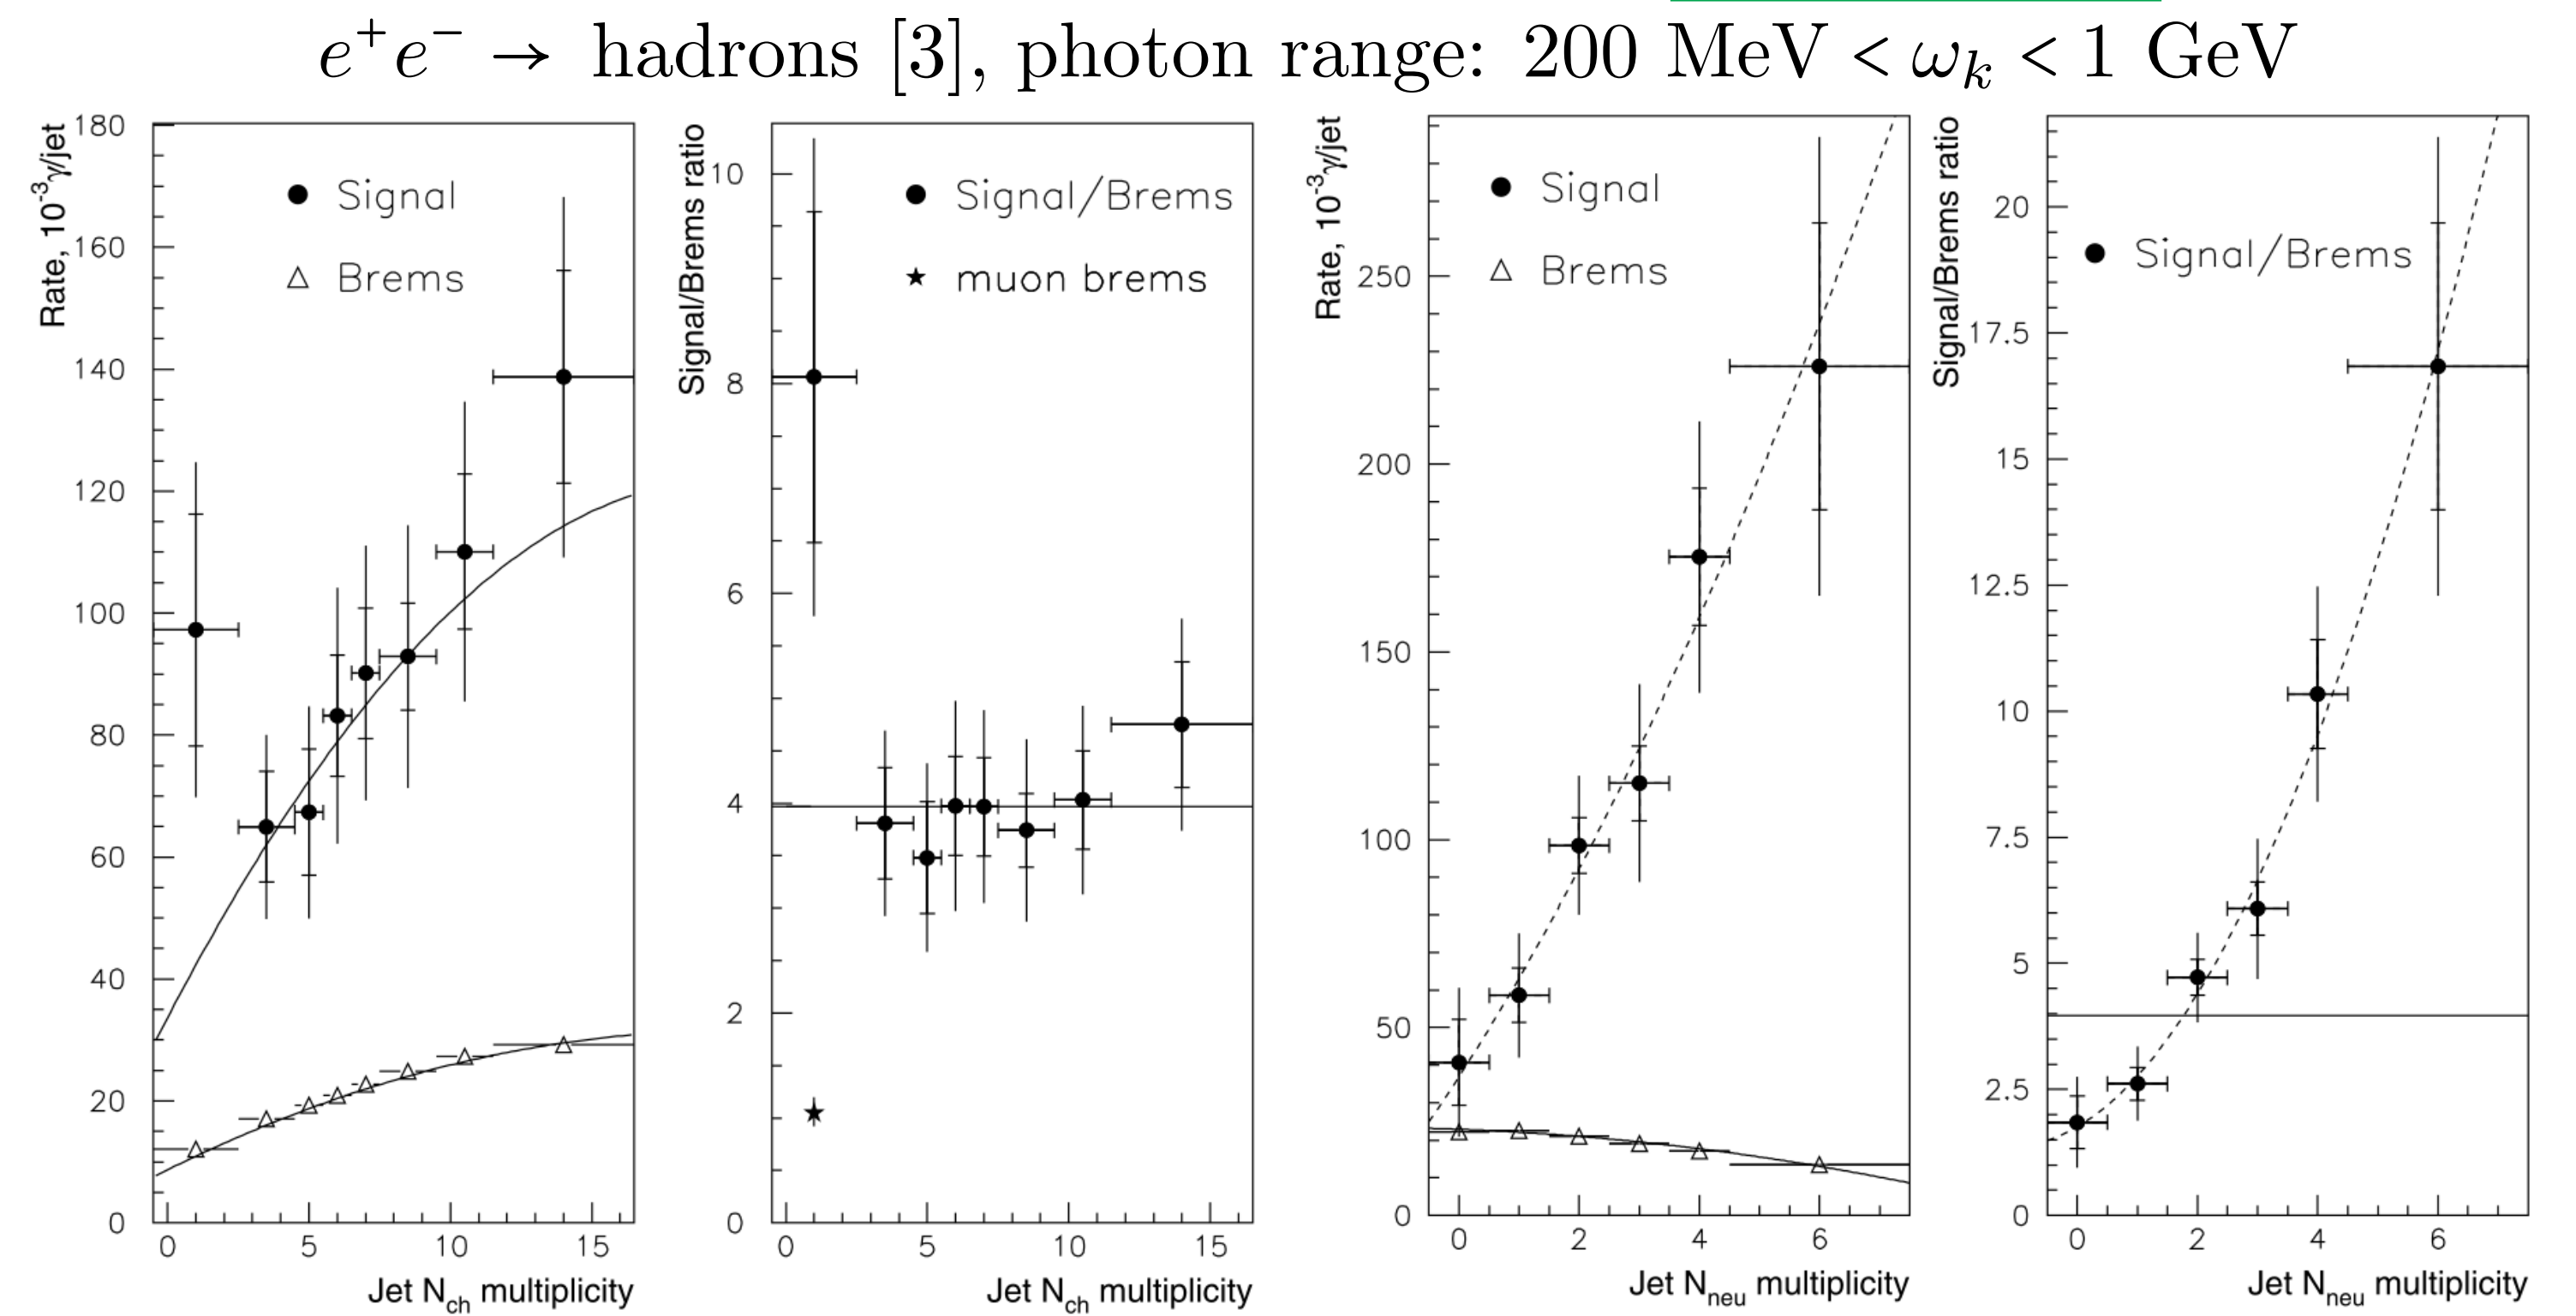 e⁺e⁻ → hadrons [3], photon range: 200 MeV < ωₖ < 1 GeV
Rate, 10⁻³γ/jet
180
160
140
120
100
80
60
40
20
0
Signal
Brems
0 5 10 15
Jet N_ch multiplicity
Signal/Brems ratio
10
8
6
4
2
0
Signal/Brems
muon brems
0 5 10 15
Jet N_ch multiplicity
Rate, 10⁻³γ/jet
250
200
150
100
50
0
Signal
Brems
0 2 4 6
Jet N_neu multiplicity
Signal/Brems ratio
20
17.5
15
12.5
10
7.5
5
2.5
0
Signal/Brems
0 2 4 6
Jet N_neu multiplicity